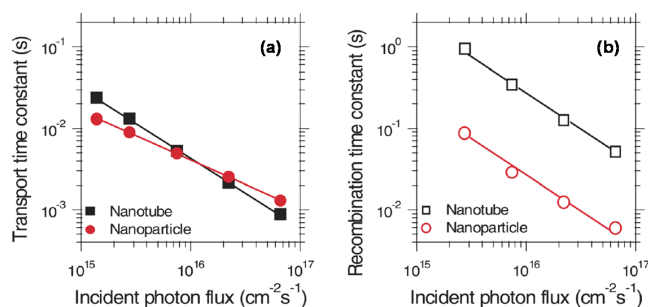 (a)
Transport time constant (s)
10⁻¹
10⁻²
10⁻³
Nanotube
Nanoparticle
10¹⁵
10¹⁶
10¹⁷
Incident photon flux (cm⁻²s⁻¹)
(b)
Recombination time constant (s)
10⁰
10⁻¹
10⁻²
Nanotube
Nanoparticle
10¹⁵
10¹⁶
10¹⁷
Incident photon flux (cm⁻²s⁻¹)